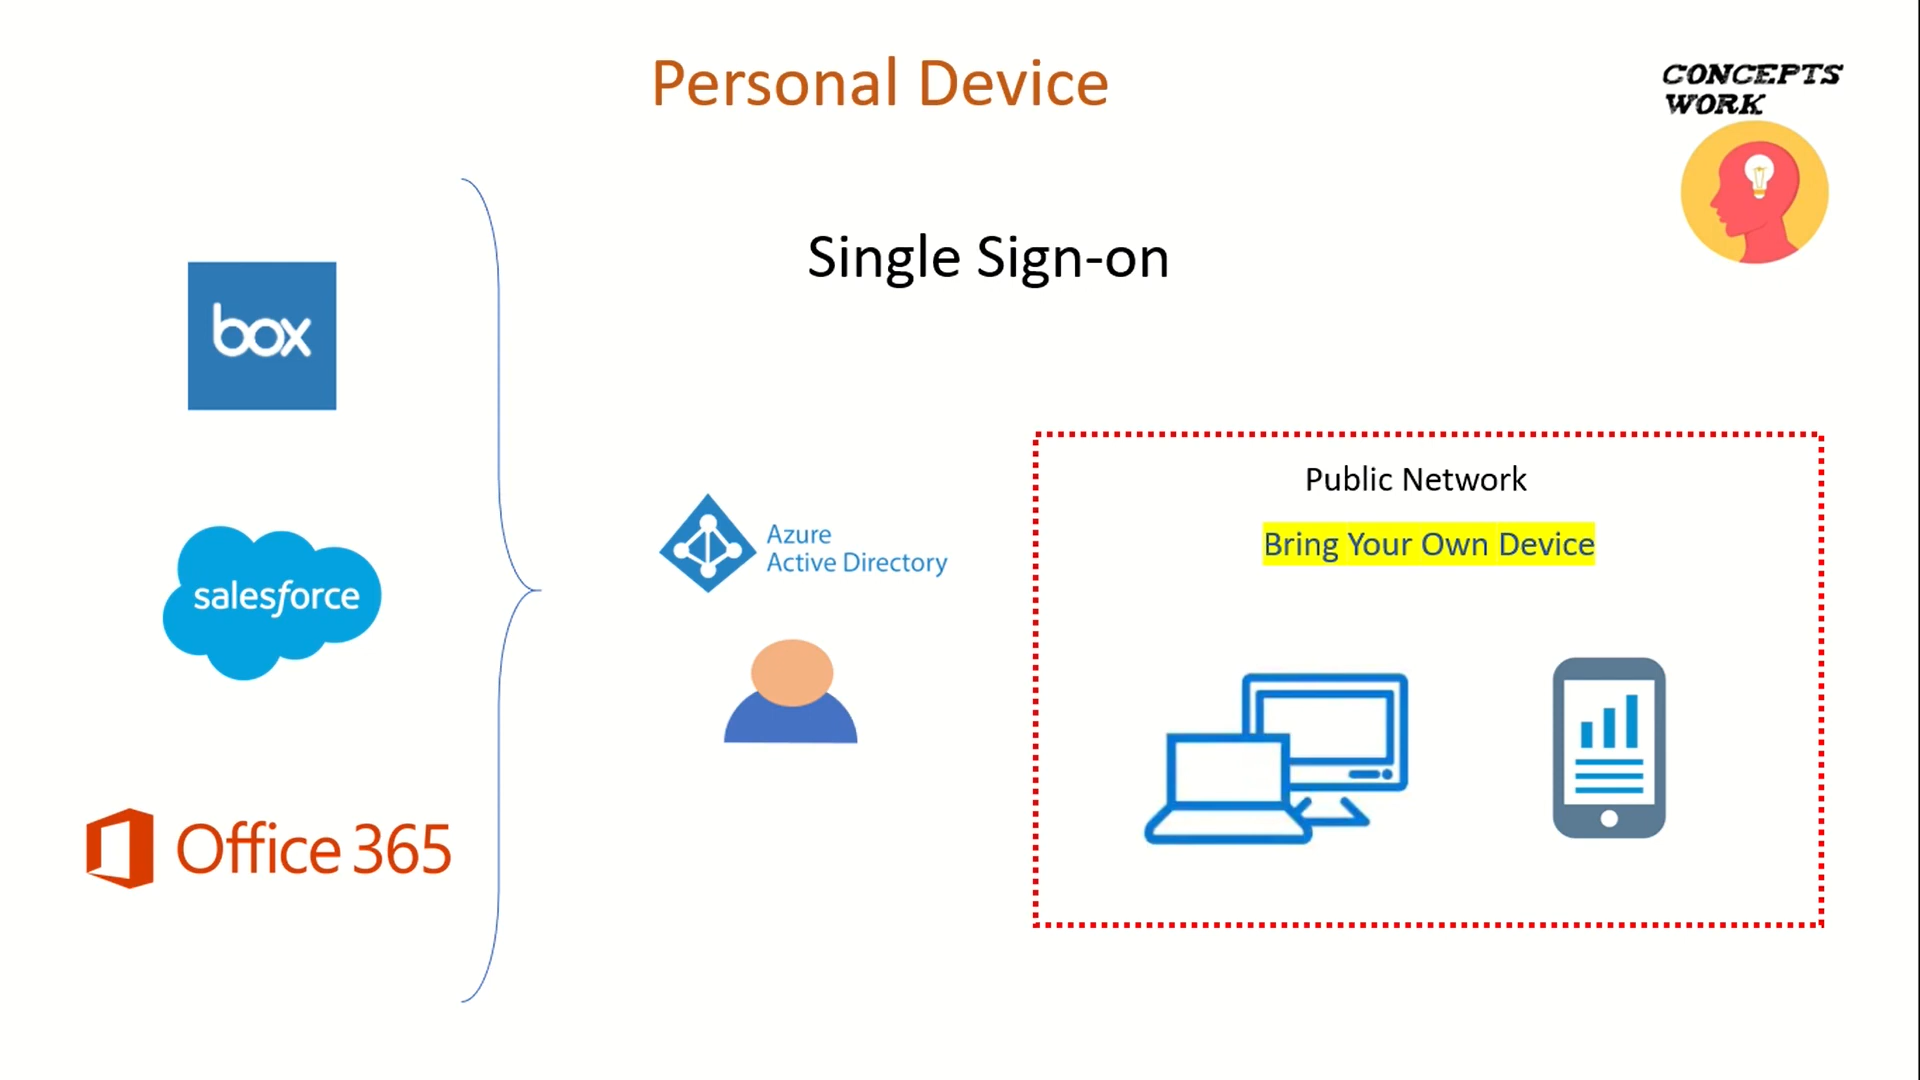 Personal Device
CONCEPTS
WORK
Single Sign-on
box
Public Network
Bring Your Own Device
Azure
Active Directory
salesforce
Office 365